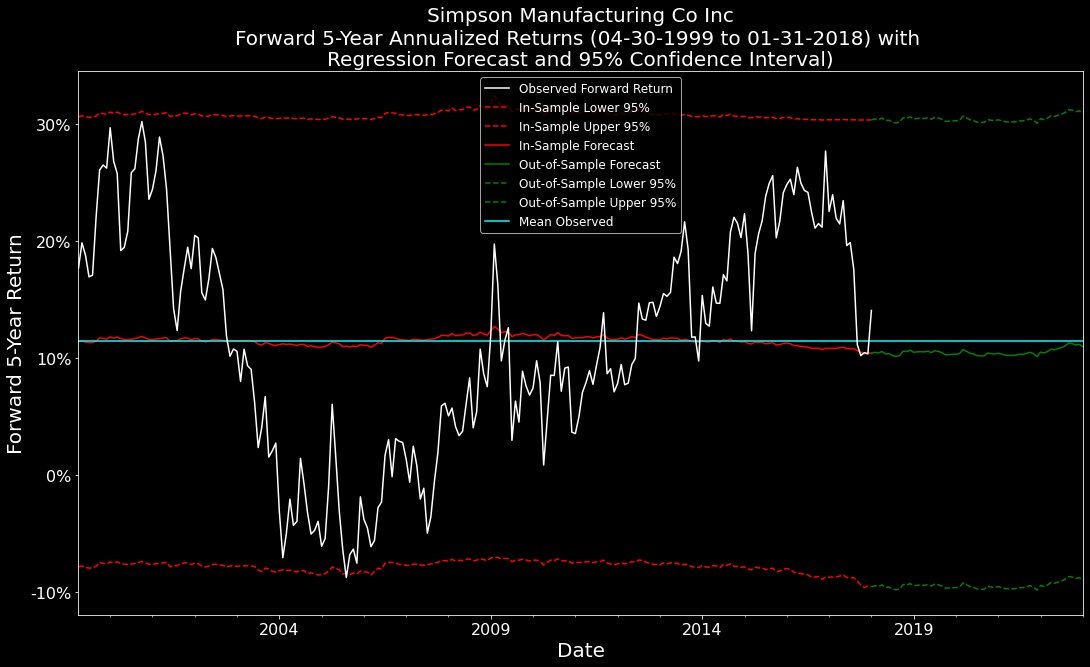 Simpson Manufacturing Co Inc
Forward 5-Year Annualized Returns (04-30-1999 to 01-31-2018) with
Regression Forecast and 95% Confidence Interval)
Observed Forward Return
In-Sample Lower 95%
In-Sample Upper 95%
In-Sample Forecast
Out-of-Sample Forecast
Out-of-Sample Lower 95%
Out-of-Sample Upper 95%
Mean Observed
Forward 5-Year Return
30%
20%
10%
0%
-10%
2004
2009
2014
2019
Date